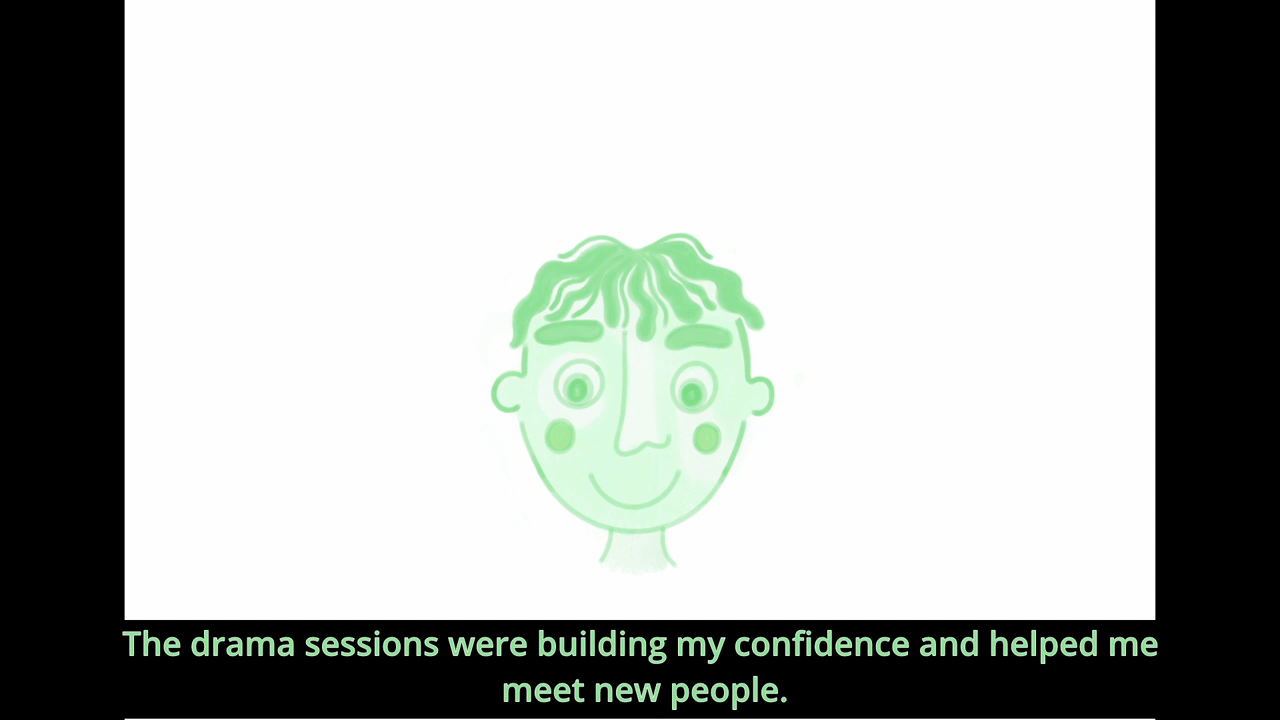 The drama sessions were building my confidence and helped me
meet new people.